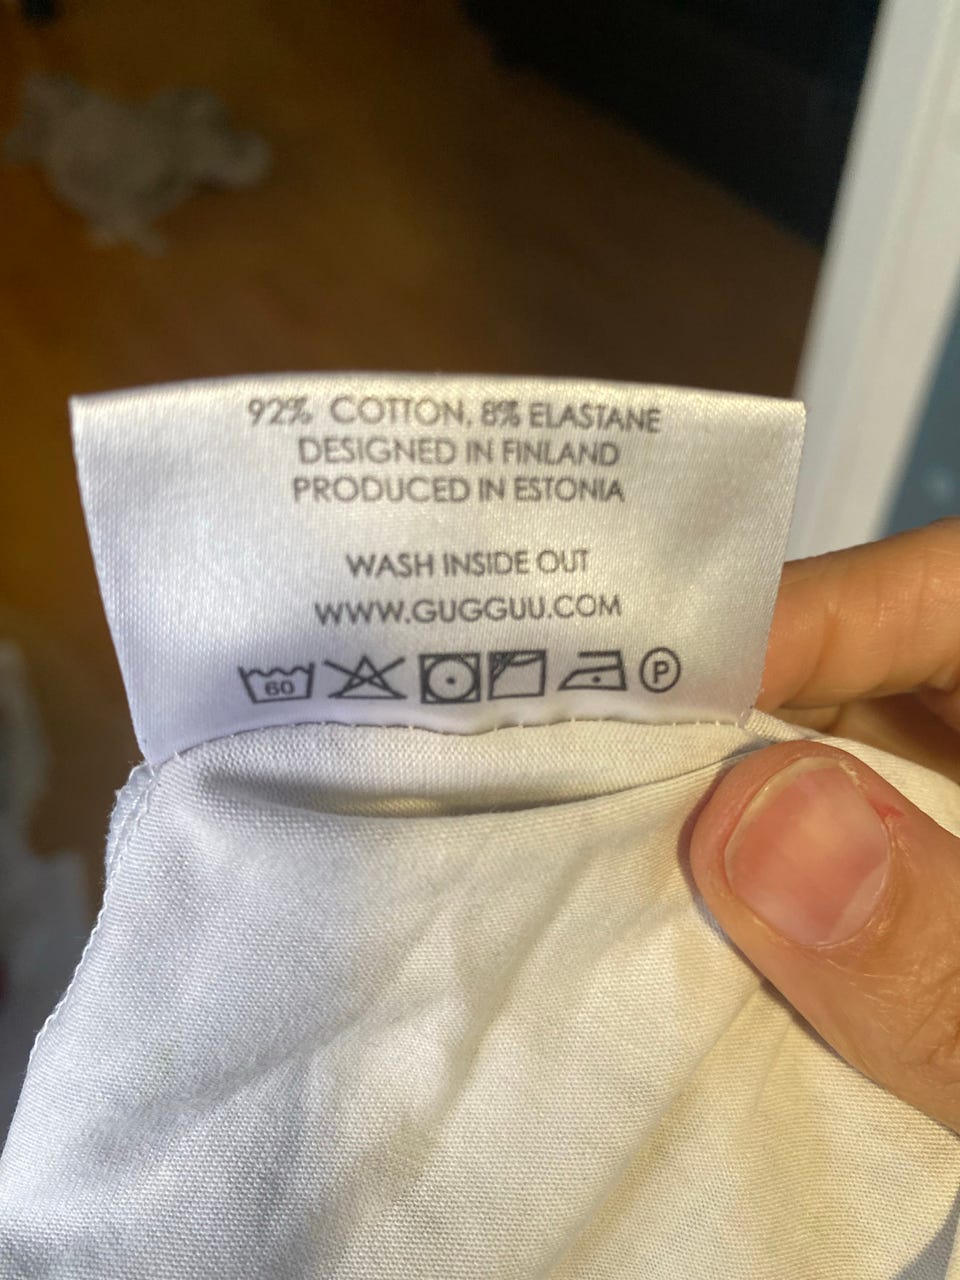 92% COTTON, 8% ELASTANE
DESIGNED IN FINLAND
PRODUCED IN ESTONIA
WASH INSIDE OUT
WWW.GUGGUU.COM
60 P